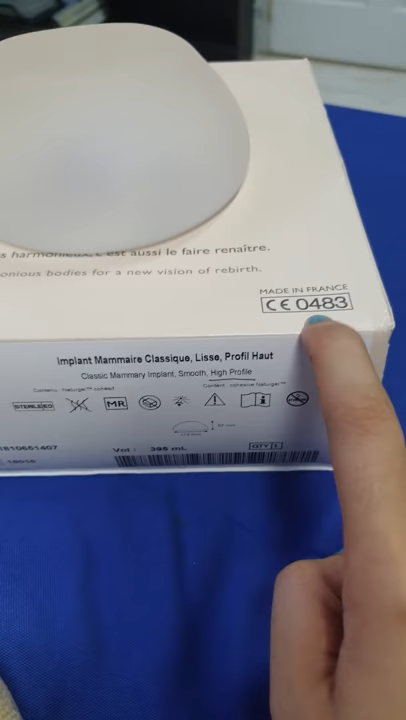 s harmonieux, c'est aussi le faire renaître.
onious bodies for a new vision of rebirth.
MADE IN FRANCE
CE 0483
Implant Mammaire Classique, Lisse, Profil Haut
Classic Mammary Implant, Smooth, High Profile
Contenu Naturgel™ cohésif
Content cohesive Naturgel™
STERILE EO
MR
Vol : 395 mL
QTY 1